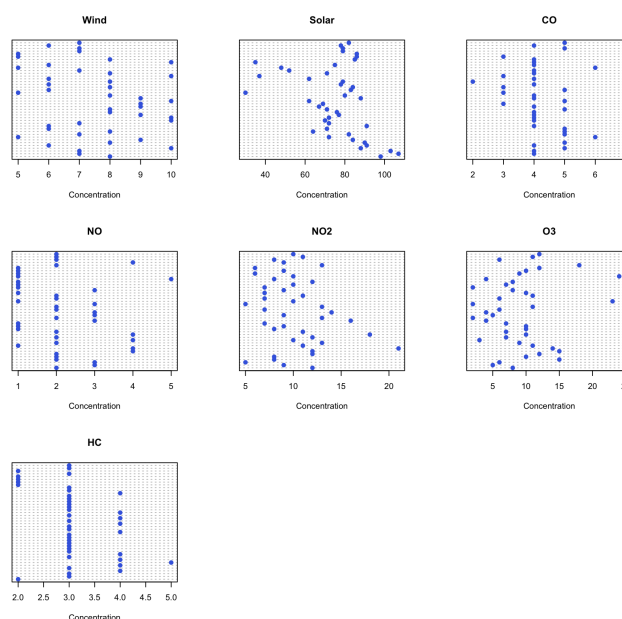 Wind Solar CO
5 6 7 8 9 10 40 60 80 100 2 3 4 5 6
Concentration Concentration Concentration
NO NO2 O3
1 2 3 4 5 5 10 15 20 5 10 15 20
Concentration Concentration Concentration
HC
2.0 2.5 3.0 3.5 4.0 4.5 5.0
Concentration